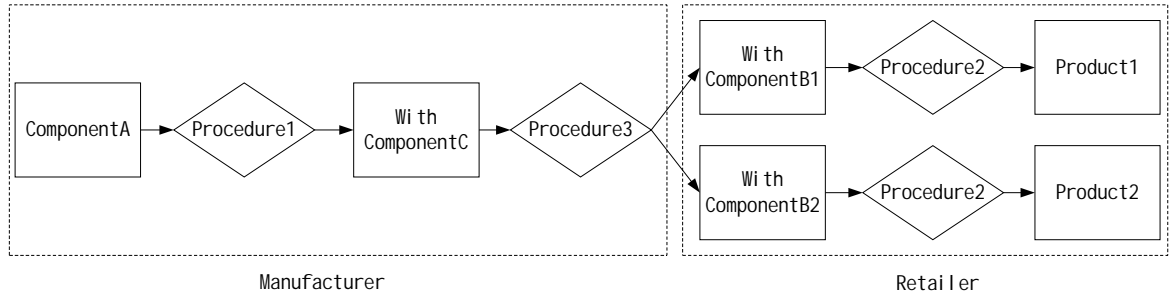 ComponentA
Procedure1
With
ComponentC
Procedure3
With
ComponentB1
Procedure2
Product1
With
ComponentB2
Procedure2
Product2
Manufacturer
Retailer